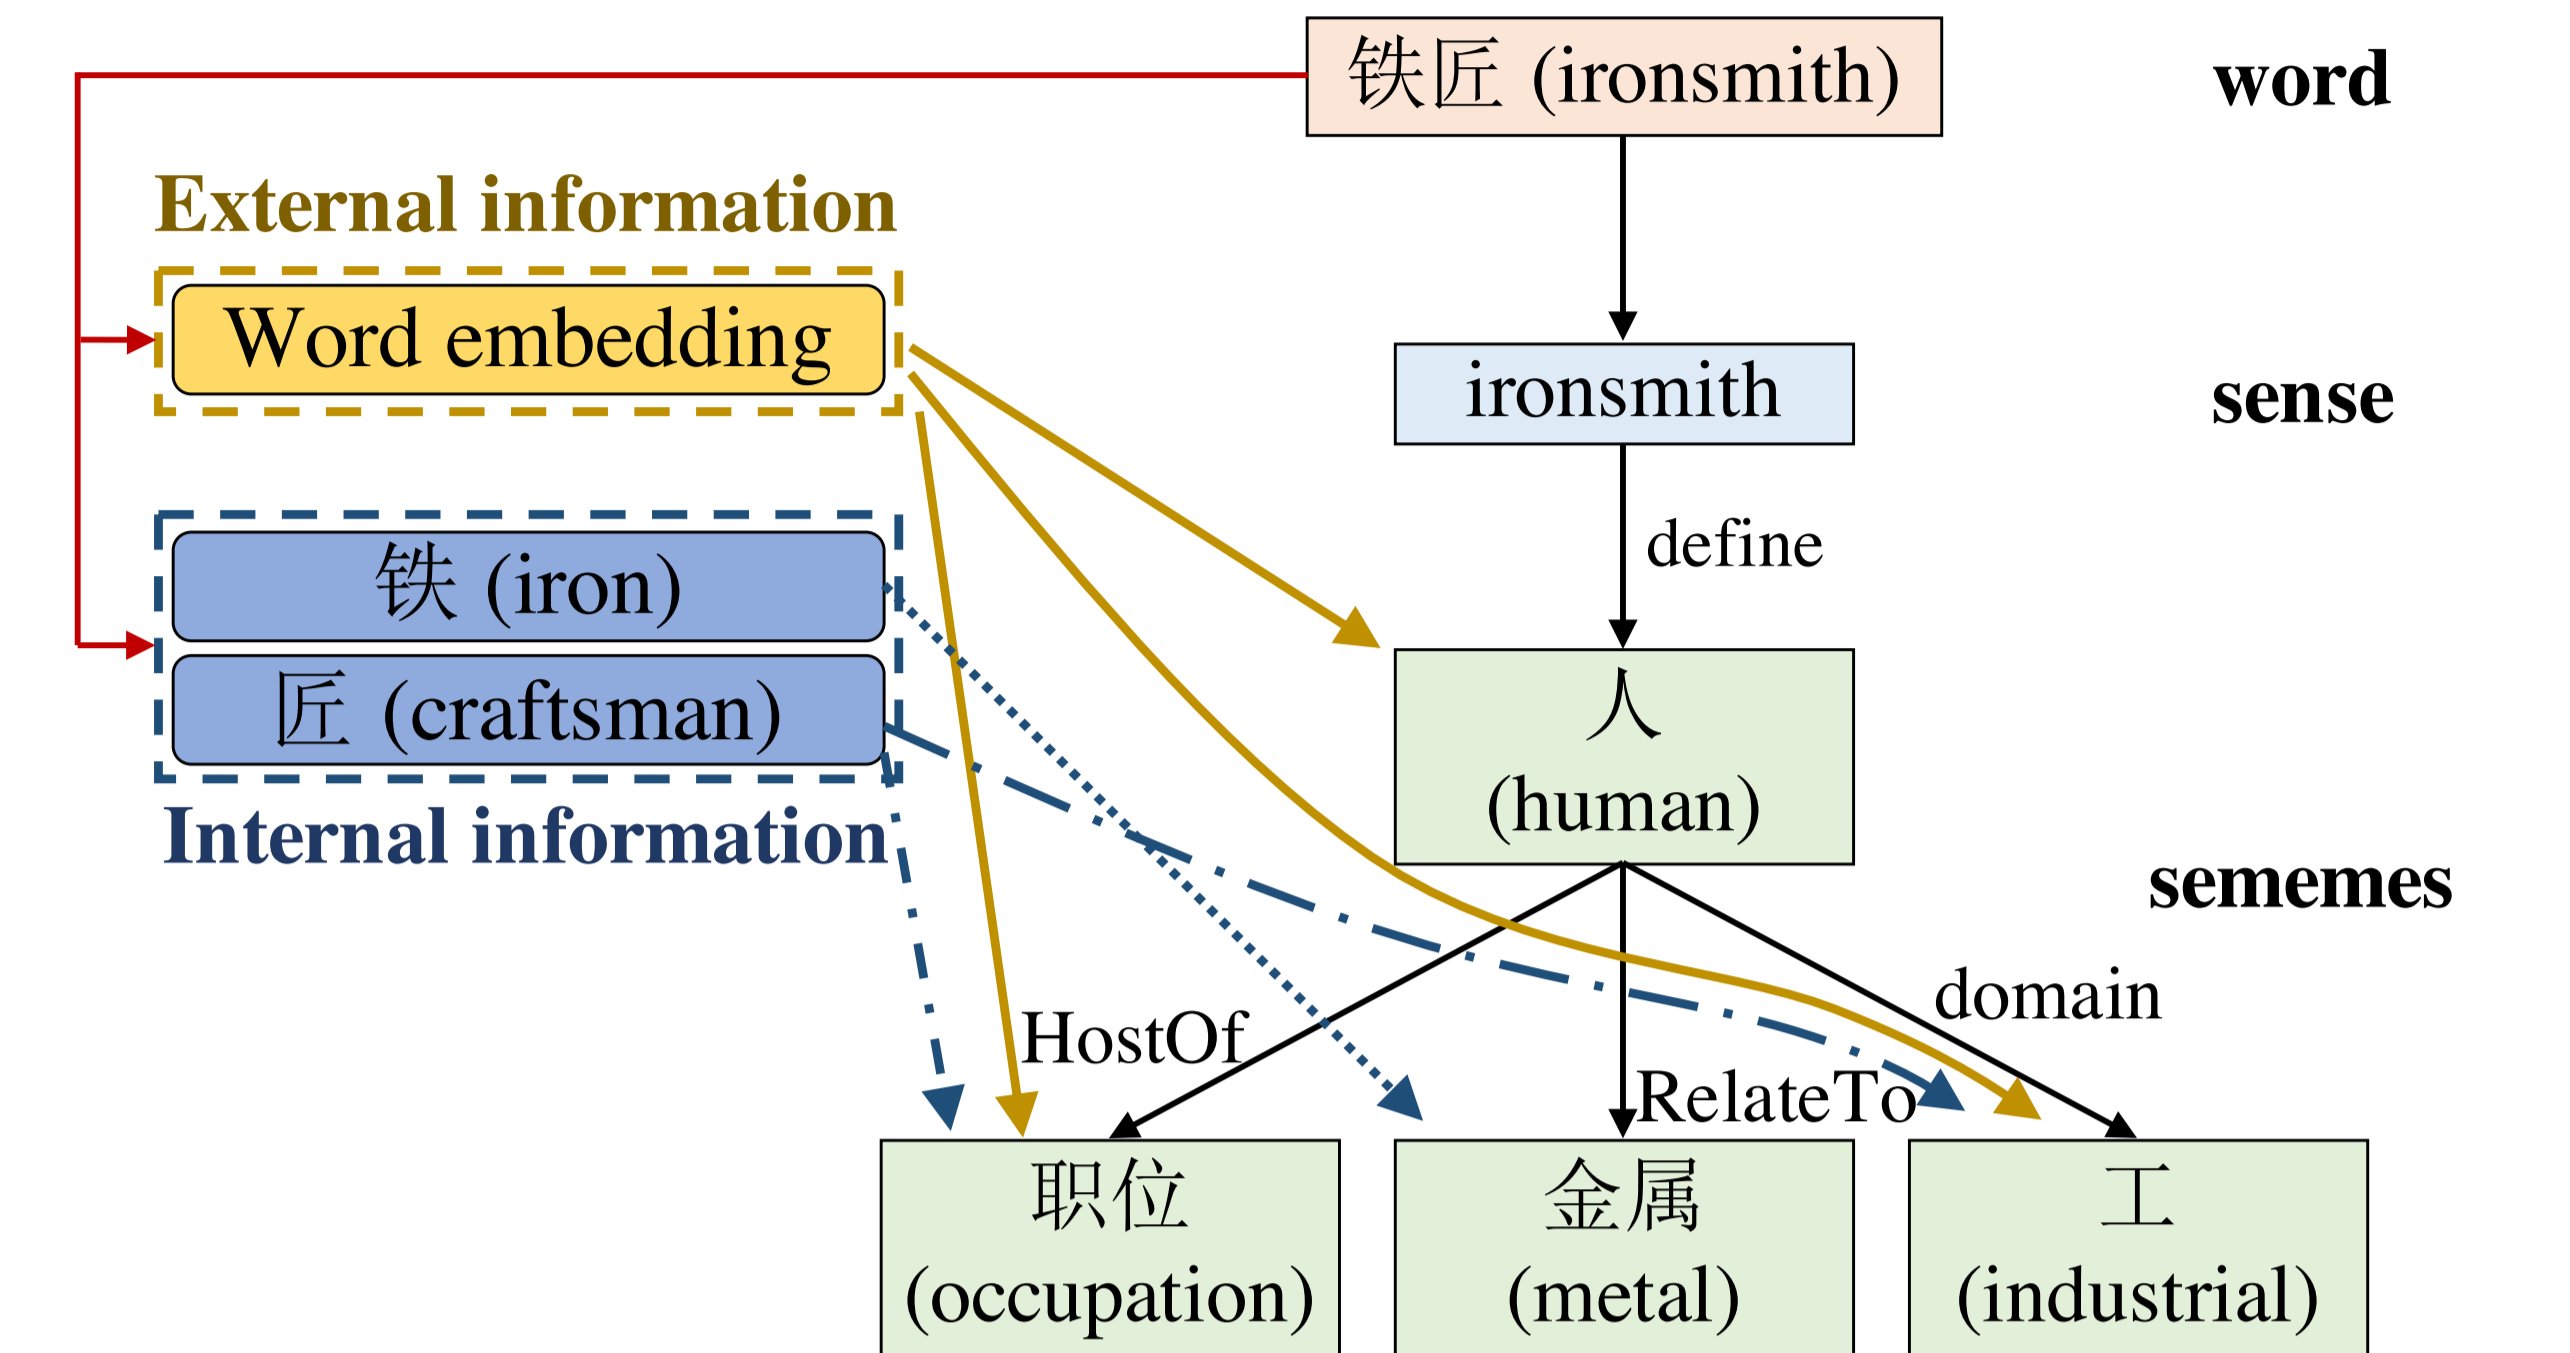 铁匠 (ironsmith)
word
External information
Word embedding
ironsmith
sense
define
铁 (iron)
匠 (craftsman)
Internal information
人
(human)
sememes
HostOf
RelateTo
domain
职位
(occupation)
金属
(metal)
工
(industrial)